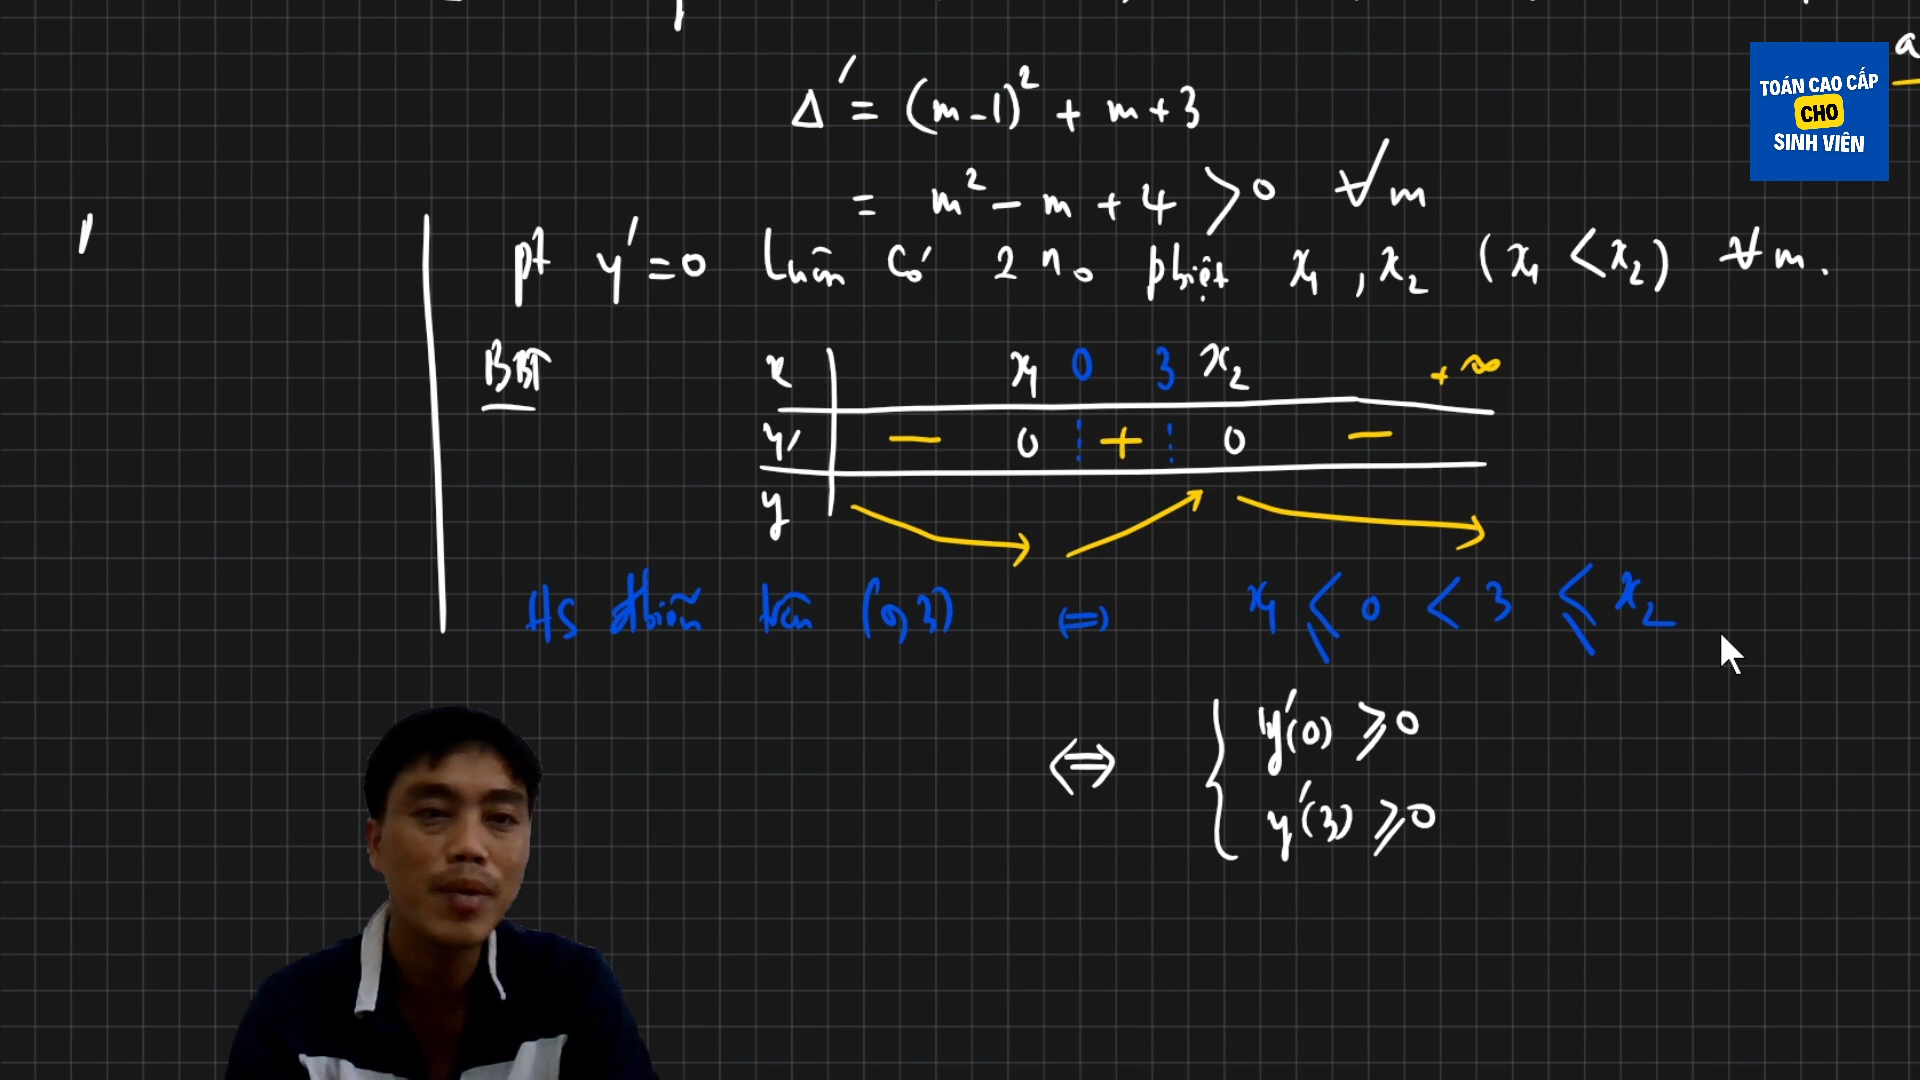 a
TOÁN CAO CẤP
CHO
SINH VIÊN
Δ' = (m-1)² + m + 3
= m² - m + 4 > 0 ∀m
pt y' = 0 luôn có 2 n₀ pbiệt x₁, x₂ (x₁ < x₂) ∀m.
BBT
x x₁ 0 3 x₂ +∞
y' − 0 + 0 −
y
HS đbiến trên (0,3) ⇔ x₁ ⩽ 0 < 3 ⩽ x₂
⇔ { y'(0) ⩾ 0
y'(3) ⩾ 0